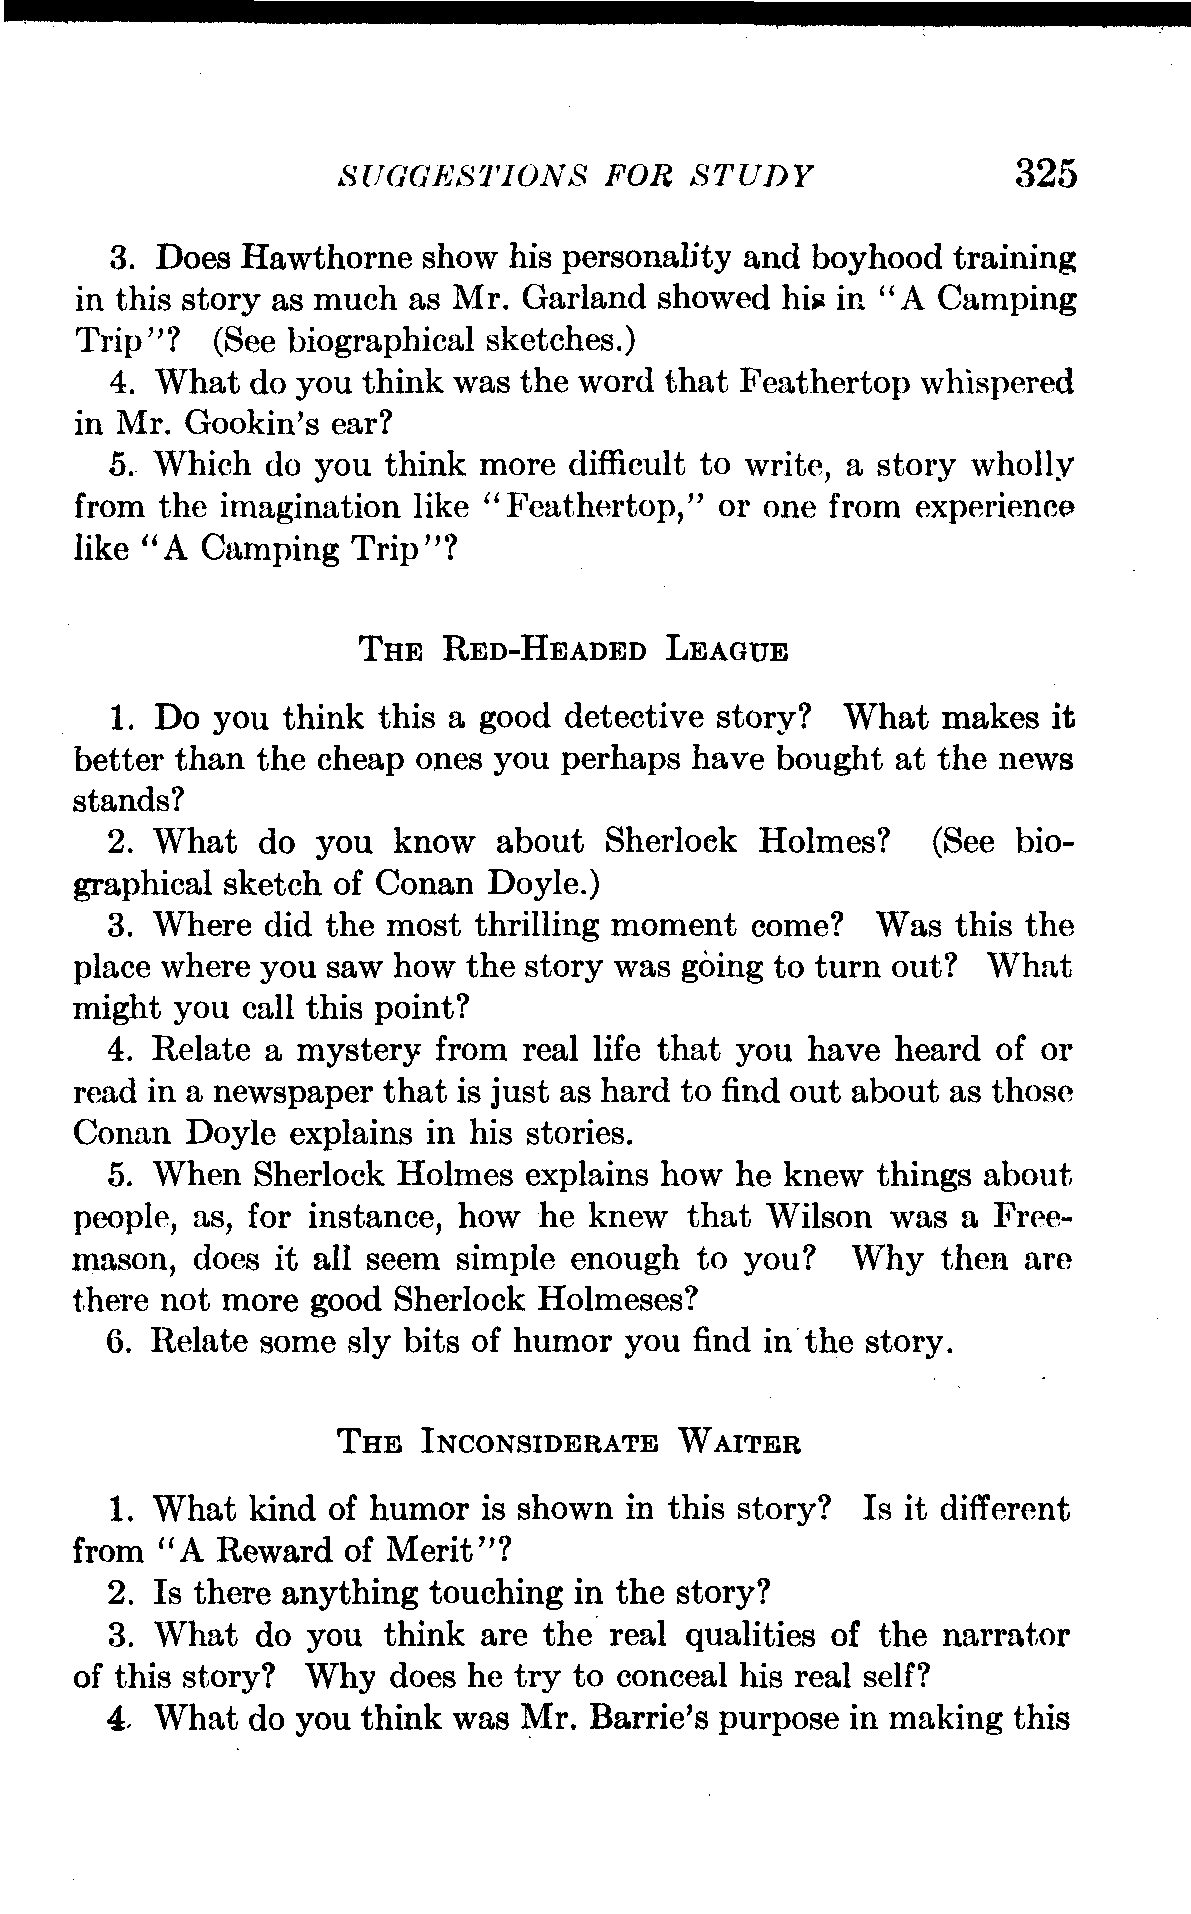 SUGGESTIONS FOR STUDY 325
3. Does Hawthorne show his personality and boyhood training
in this story as much as Mr. Garland showed his in "A Camping
Trip"? (See biographical sketches.)
4. What do you think was the word that Feathertop whispered
in Mr. Gookin's ear?
5. Which do you think more difficult to write, a story wholly
from the imagination like "Feathertop," or one from experience
like "A Camping Trip"?
THE RED-HEADED LEAGUE
1. Do you think this a good detective story? What makes it
better than the cheap ones you perhaps have bought at the news
stands?
2. What do you know about Sherlock Holmes? (See bio-
graphical sketch of Conan Doyle.)
3. Where did the most thrilling moment come? Was this the
place where you saw how the story was going to turn out? What
might you call this point?
4. Relate a mystery from real life that you have heard of or
read in a newspaper that is just as hard to find out about as those
Conan Doyle explains in his stories.
5. When Sherlock Holmes explains how he knew things about
people, as, for instance, how he knew that Wilson was a Free-
mason, does it all seem simple enough to you? Why then are
there not more good Sherlock Holmeses?
6. Relate some sly bits of humor you find in the story.
THE INCONSIDERATE WAITER
1. What kind of humor is shown in this story? Is it different
from "A Reward of Merit"?
2. Is there anything touching in the story?
3. What do you think are the real qualities of the narrator
of this story? Why does he try to conceal his real self?
4. What do you think was Mr. Barrie's purpose in making this